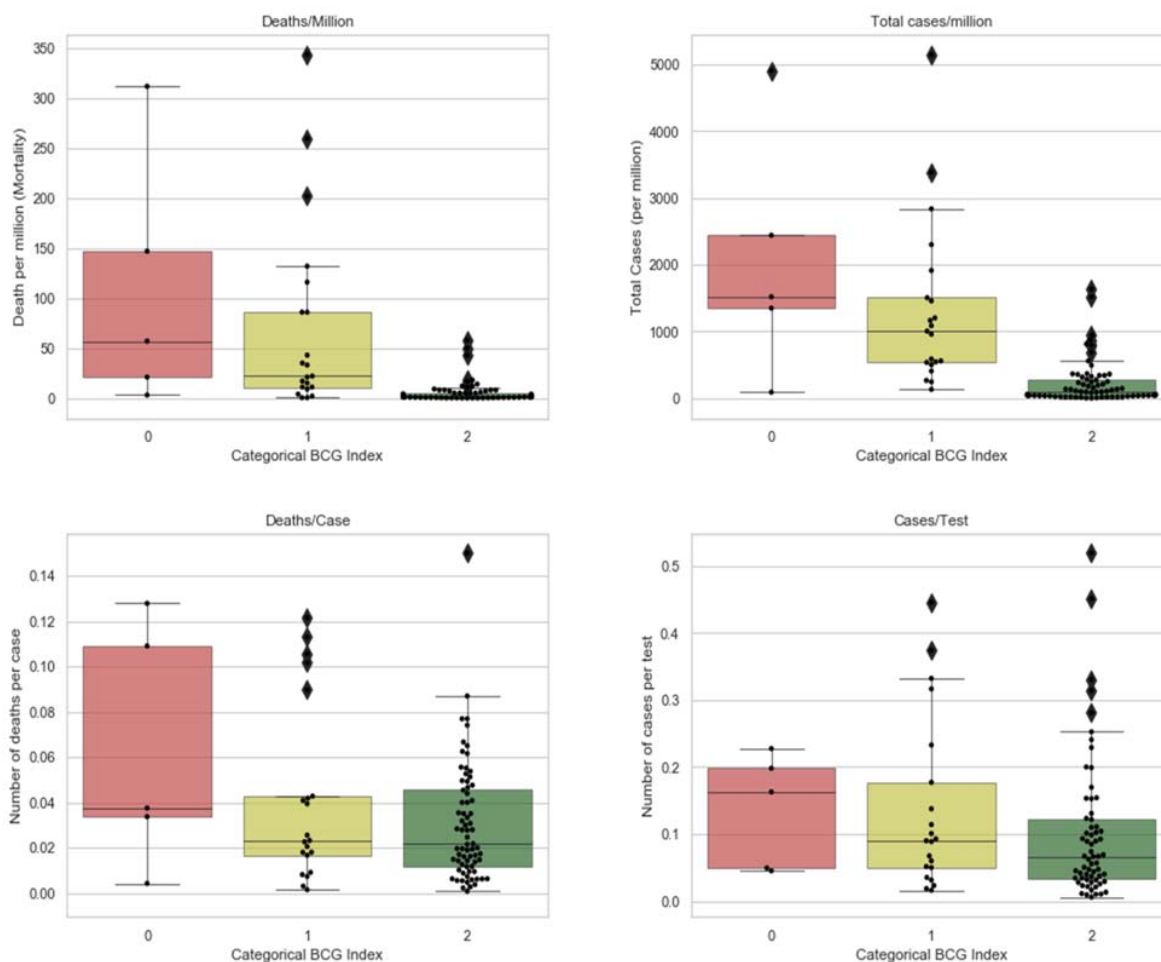 Deaths/Million
Death per million (Mortality)
350
300
250
200
150
100
50
0
0 1 2
Categorical BCG Index
Total cases/million
Total Cases (per million)
5000
4000
3000
2000
1000
0
0 1 2
Categorical BCG Index
Deaths/Case
Number of deaths per case
0.14
0.12
0.10
0.08
0.06
0.04
0.02
0.00
0 1 2
Categorical BCG Index
Cases/Test
Number of cases per test
0.5
0.4
0.3
0.2
0.1
0.0
0 1 2
Categorical BCG Index